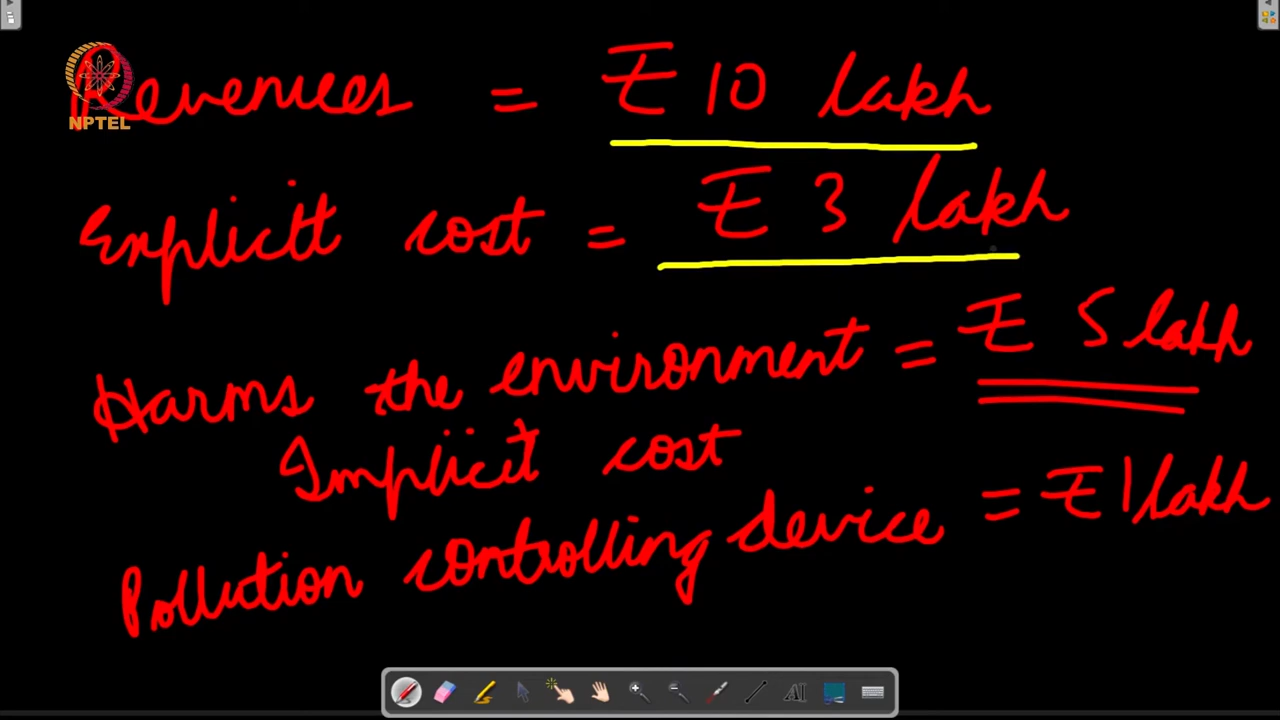 Revenues = ₹ 10 lakh
NPTEL
Explicit cost = ₹ 3 lakh
Harms the environment = ₹ 5 lakh
Implicit cost
Pollution controlling device = ₹ 1 lakh
AI